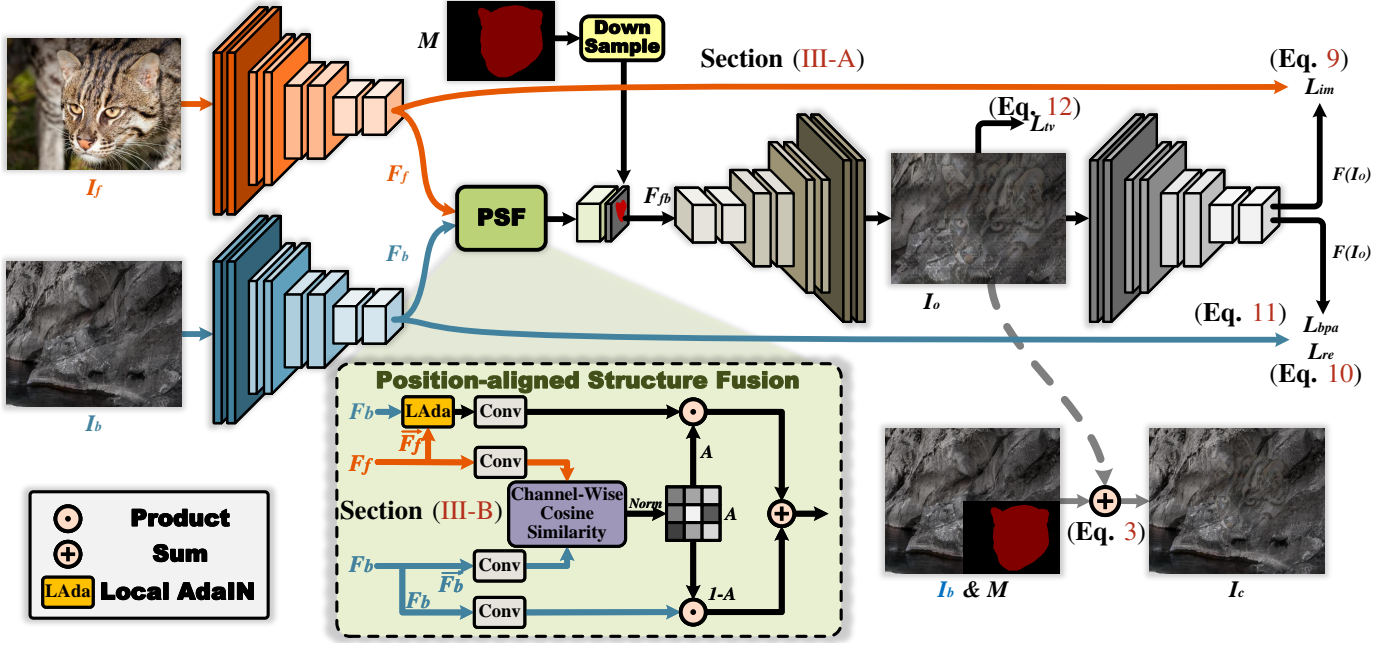 M
Down
Sample
Section (III-A)
(Eq. 9)
L_im
(Eq. 12)
L_tv
I_f
F_f
PSF
F_fb
F(I_o)
F_b
F(I_o)
I_b
I_o
(Eq. 11)
L_bpa
L_re
(Eq. 10)
Position-aligned Structure Fusion
F_b
LAda
Conv
F_f
F_f
Conv
A
Section (III-B)
Channel-Wise
Cosine
Similarity
Norm
A
F_b
F_b
Conv
F_b
Conv
1-A
Product
Sum
LAda
Local AdaIN
(Eq. 3)
I_b & M
I_c